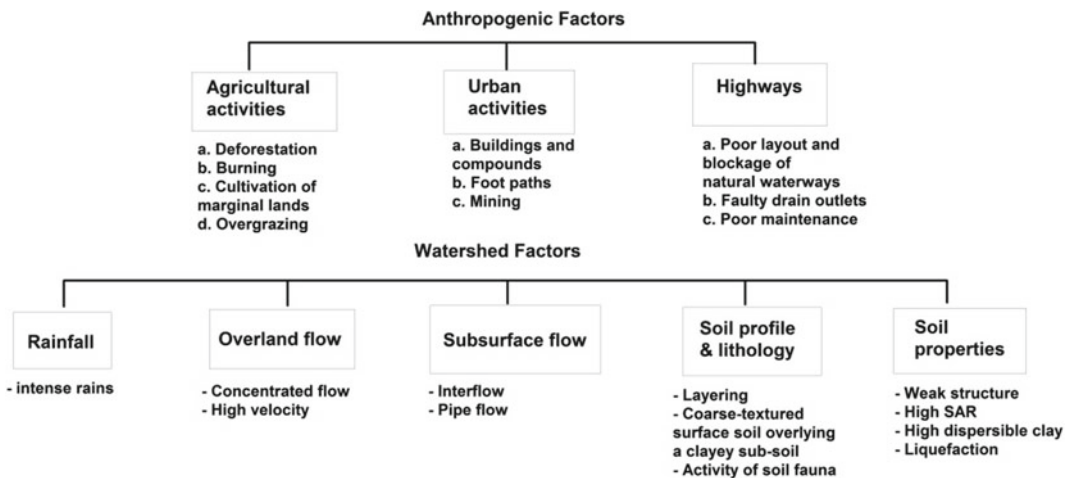 Anthropogenic Factors
Agricultural
activities
a. Deforestation
b. Burning
c. Cultivation of
marginal lands
d. Overgrazing
Urban
activities
a. Buildings and
compounds
b. Foot paths
c. Mining
Highways
a. Poor layout and
blockage of
natural waterways
b. Faulty drain outlets
c. Poor maintenance
Watershed Factors
Rainfall
- intense rains
Overland flow
- Concentrated flow
- High velocity
Subsurface flow
- Interflow
- Pipe flow
Soil profile
& lithology
- Layering
- Coarse-textured
surface soil overlying
a clayey sub-soil
- Activity of soil fauna
Soil
properties
- Weak structure
- High SAR
- High dispersible clay
- Liquefaction